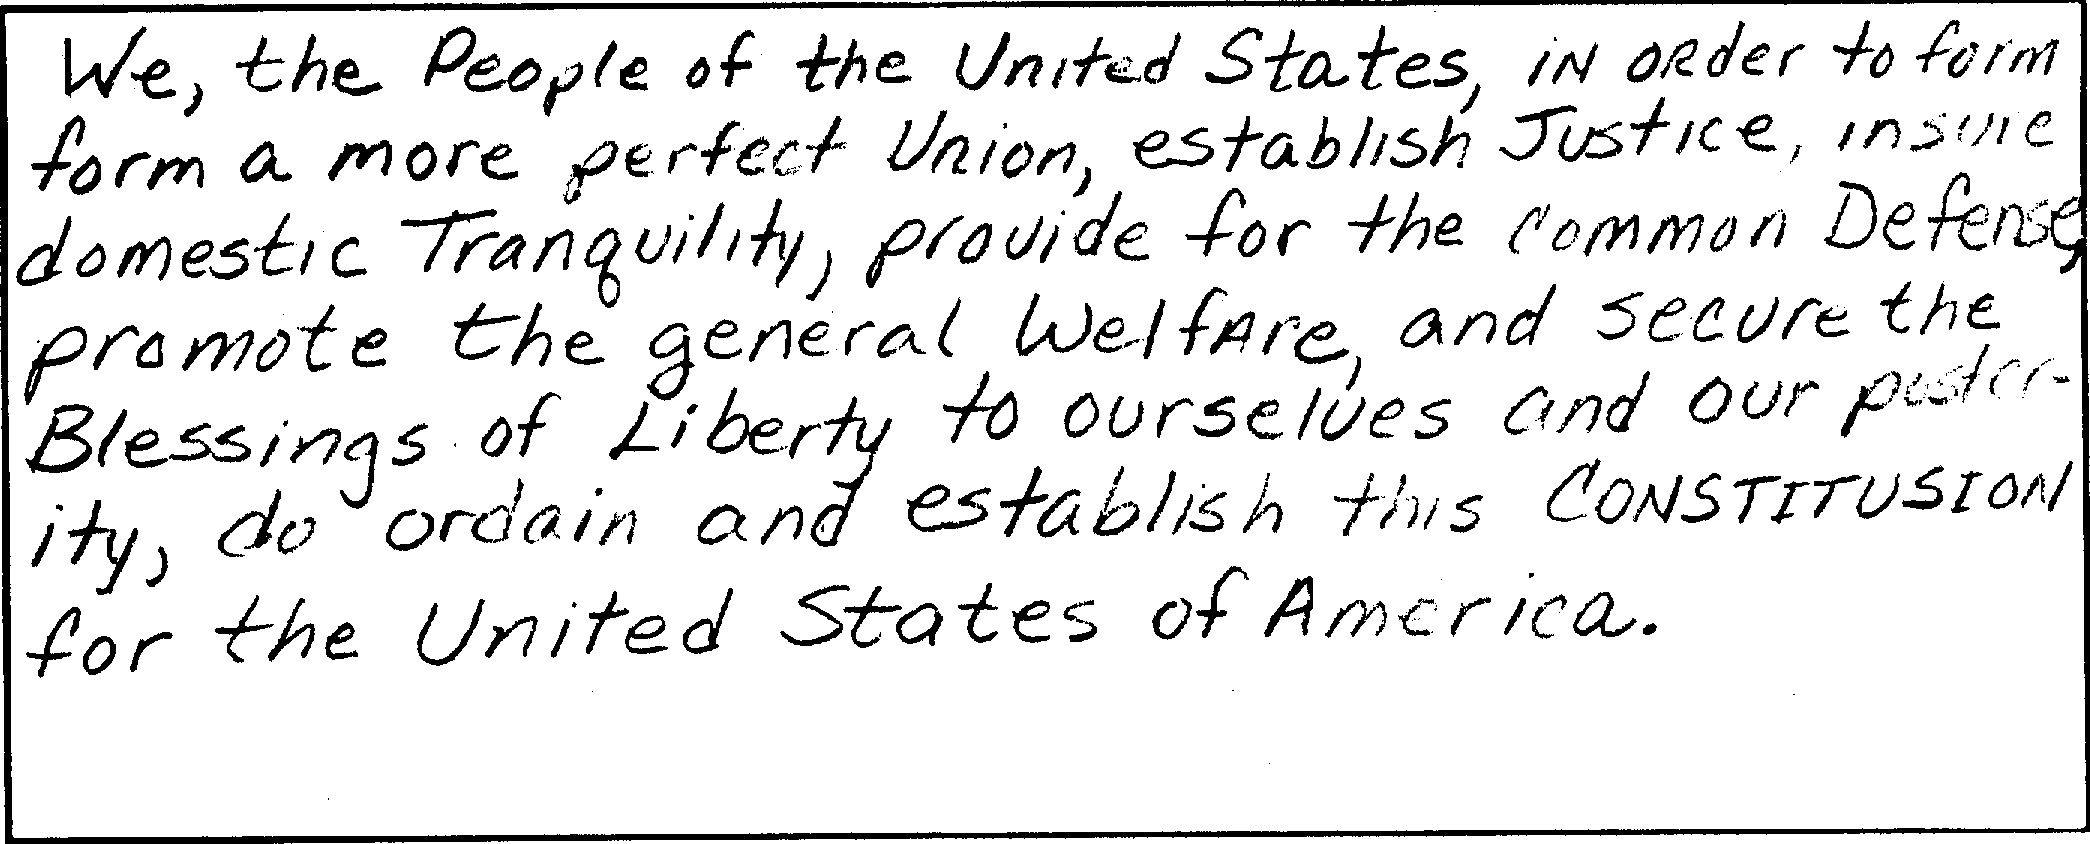 We, the People of the United States, iN ORder to form
form a more perfect Union, establish Justice, insure
domestic Tranquility, provide for the common Defense,
promote the general WelfAre, and secure the
Blessings of Liberty to ourselves and our poster-
ity, do ordain and establish this CONSTITUSION
for the United States of America.